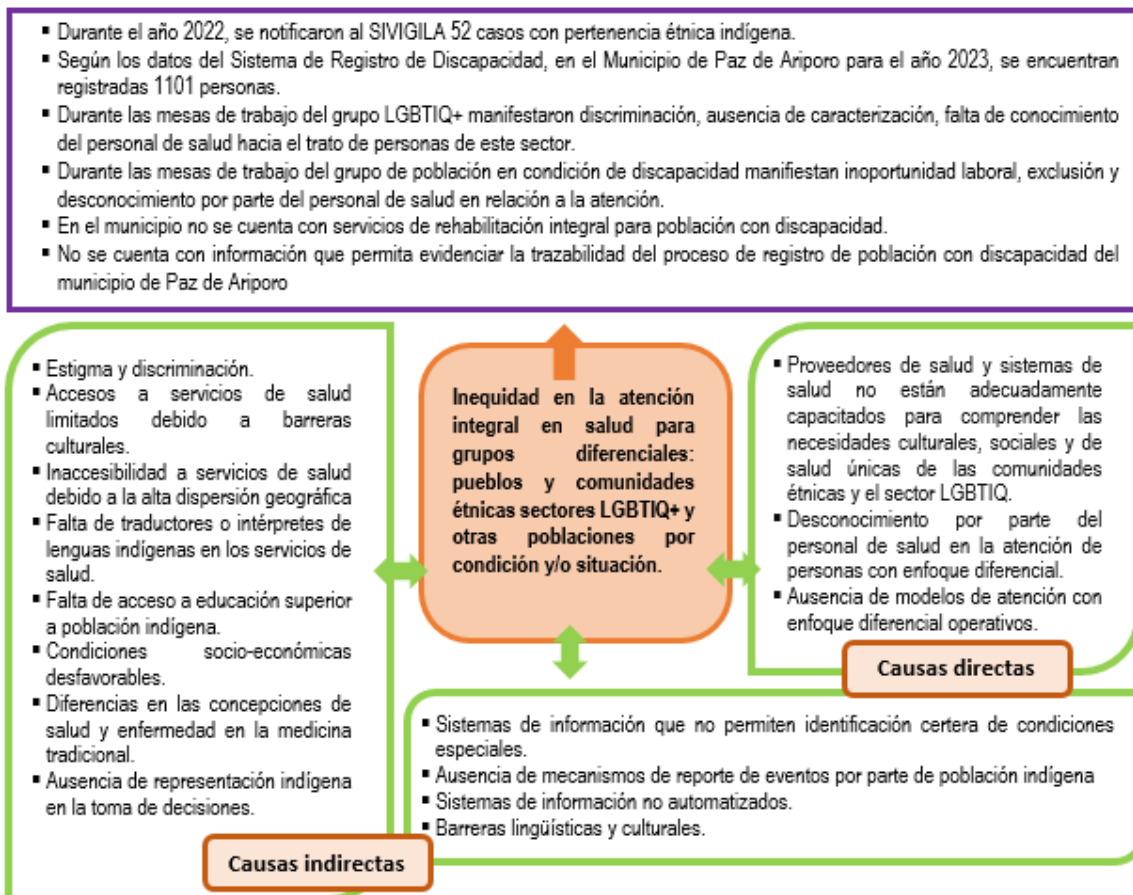 ▪ Durante el año 2022, se notificaron al SIVIGILA 52 casos con pertenencia étnica indígena.
▪ Según los datos del Sistema de Registro de Discapacidad, en el Municipio de Paz de Ariporo para el año 2023, se encuentran
registradas 1101 personas.
▪ Durante las mesas de trabajo del grupo LGBTIQ+ manifestaron discriminación, ausencia de caracterización, falta de conocimiento
del personal de salud hacia el trato de personas de este sector.
▪ Durante las mesas de trabajo del grupo de población en condición de discapacidad manifiestan inoportunidad laboral, exclusión y
desconocimiento por parte del personal de salud en relación a la atención.
▪ En el municipio no se cuenta con servicios de rehabilitación integral para población con discapacidad.
▪ No se cuenta con información que permita evidenciar la trazabilidad del proceso de registro de población con discapacidad del
municipio de Paz de Ariporo
▪ Estigma y discriminación.
▪ Accesos a servicios de salud
limitados debido a barreras
culturales.
▪ Inaccesibilidad a servicios de salud
debido a la alta dispersión geográfica
▪ Falta de traductores o intérpretes de
lenguas indígenas en los servicios de
salud.
▪ Falta de acceso a educación superior
a población indígena.
▪ Condiciones socio-económicas
desfavorables.
▪ Diferencias en las concepciones de
salud y enfermedad en la medicina
tradicional.
▪ Ausencia de representación indígena
en la toma de decisiones.
Causas indirectas
Inequidad en la atención
integral en salud para
grupos diferenciales:
pueblos y comunidades
étnicas sectores LGBTIQ+ y
otras poblaciones por
condición y/o situación.
▪ Proveedores de salud y sistemas de
salud no están adecuadamente
capacitados para comprender las
necesidades culturales, sociales y de
salud únicas de las comunidades
étnicas y el sector LGBTIQ.
▪ Desconocimiento por parte del
personal de salud en la atención de
personas con enfoque diferencial.
▪ Ausencia de modelos de atención con
enfoque diferencial operativos.
Causas directas
▪ Sistemas de información que no permiten identificación certera de condiciones
especiales.
▪ Ausencia de mecanismos de reporte de eventos por parte de población indígena
▪ Sistemas de información no automatizados.
▪ Barreras lingüísticas y culturales.